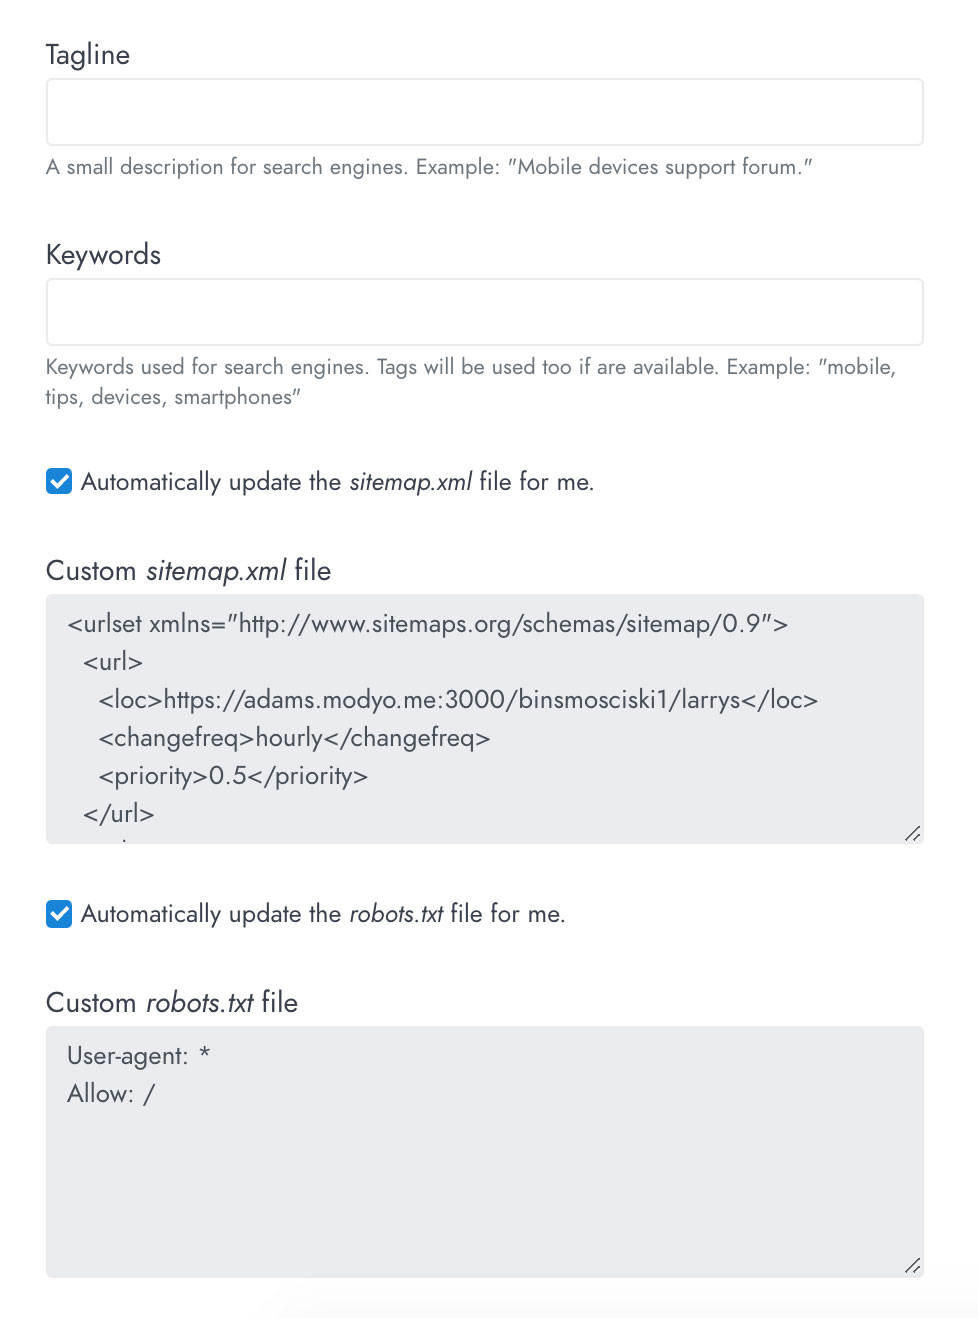 Tagline
A small description for search engines. Example: "Mobile devices support forum."
Keywords
Keywords used for search engines. Tags will be used too if are available. Example: "mobile,
tips, devices, smartphones"
Automatically update the sitemap.xml file for me.
Custom sitemap.xml file
<urlset xmlns="http://www.sitemaps.org/schemas/sitemap/0.9">
<url>
<loc>https://adams.modyo.me:3000/binsmosciski1/larrys</loc>
<changefreq>hourly</changefreq>
<priority>0.5</priority>
</url>
Automatically update the robots.txt file for me.
Custom robots.txt file
User-agent: *
Allow: /